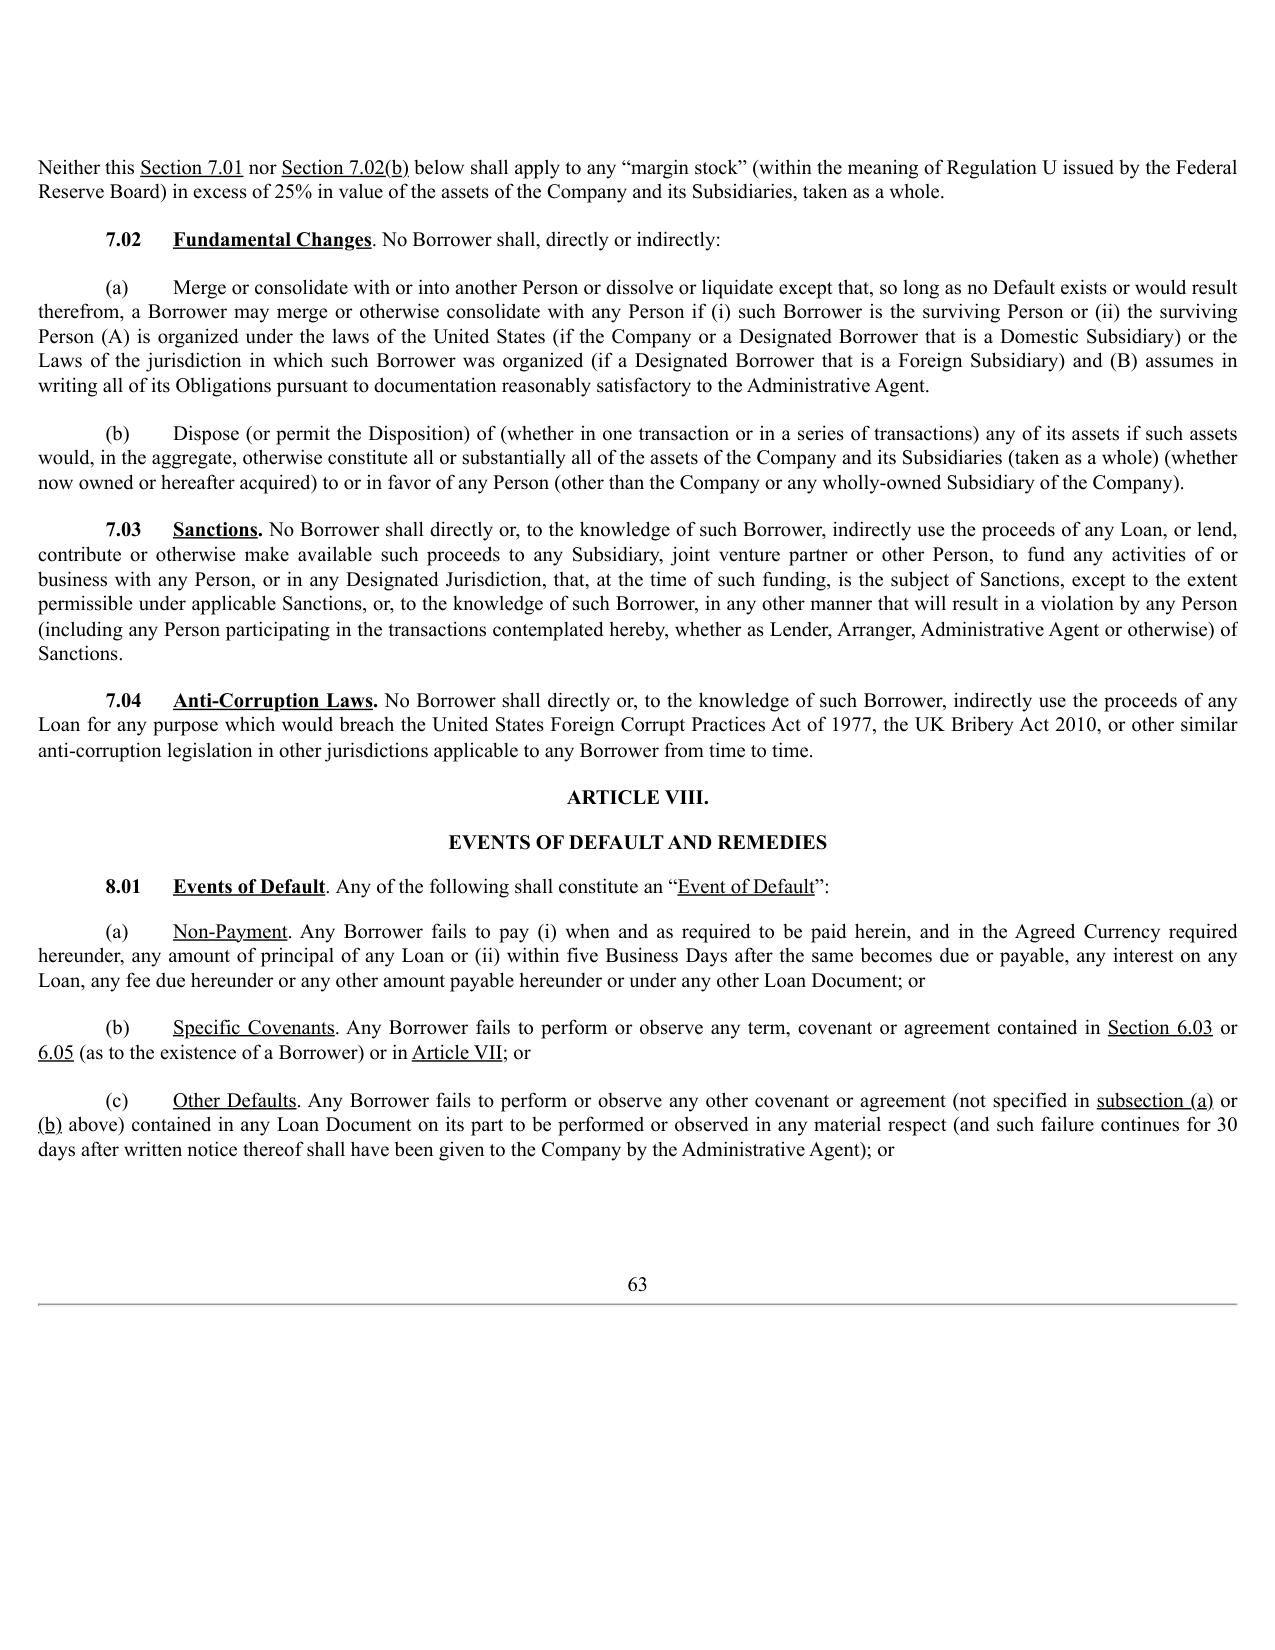 Neither this Section 7.01 nor Section 7.02(b) below shall apply to any “margin stock” (within the meaning of Regulation U issued by the Federal
Reserve Board) in excess of 25% in value of the assets of the Company and its Subsidiaries, taken as a whole.
7.02 Fundamental Changes. No Borrower shall, directly or indirectly:
(a) Merge or consolidate with or into another Person or dissolve or liquidate except that, so long as no Default exists or would result
therefrom, a Borrower may merge or otherwise consolidate with any Person if (i) such Borrower is the surviving Person or (ii) the surviving
Person (A) is organized under the laws of the United States (if the Company or a Designated Borrower that is a Domestic Subsidiary) or the
Laws of the jurisdiction in which such Borrower was organized (if a Designated Borrower that is a Foreign Subsidiary) and (B) assumes in
writing all of its Obligations pursuant to documentation reasonably satisfactory to the Administrative Agent.
(b) Dispose (or permit the Disposition) of (whether in one transaction or in a series of transactions) any of its assets if such assets
would, in the aggregate, otherwise constitute all or substantially all of the assets of the Company and its Subsidiaries (taken as a whole) (whether
now owned or hereafter acquired) to or in favor of any Person (other than the Company or any wholly-owned Subsidiary of the Company).
7.03 Sanctions. No Borrower shall directly or, to the knowledge of such Borrower, indirectly use the proceeds of any Loan, or lend,
contribute or otherwise make available such proceeds to any Subsidiary, joint venture partner or other Person, to fund any activities of or
business with any Person, or in any Designated Jurisdiction, that, at the time of such funding, is the subject of Sanctions, except to the extent
permissible under applicable Sanctions, or, to the knowledge of such Borrower, in any other manner that will result in a violation by any Person
(including any Person participating in the transactions contemplated hereby, whether as Lender, Arranger, Administrative Agent or otherwise) of
Sanctions.
7.04 Anti-Corruption Laws. No Borrower shall directly or, to the knowledge of such Borrower, indirectly use the proceeds of any
Loan for any purpose which would breach the United States Foreign Corrupt Practices Act of 1977, the UK Bribery Act 2010, or other similar
anti-corruption legislation in other jurisdictions applicable to any Borrower from time to time.
ARTICLE VIII.
EVENTS OF DEFAULT AND REMEDIES
8.01 Events of Default. Any of the following shall constitute an “Event of Default”:
(a) Non-Payment. Any Borrower fails to pay (i) when and as required to be paid herein, and in the Agreed Currency required
hereunder, any amount of principal of any Loan or (ii) within five Business Days after the same becomes due or payable, any interest on any
Loan, any fee due hereunder or any other amount payable hereunder or under any other Loan Document; or
(b) Specific Covenants. Any Borrower fails to perform or observe any term, covenant or agreement contained in Section 6.03 or
6.05 (as to the existence of a Borrower) or in Article VII; or
(c) Other Defaults. Any Borrower fails to perform or observe any other covenant or agreement (not specified in subsection (a) or
(b) above) contained in any Loan Document on its part to be performed or observed in any material respect (and such failure continues for 30
days after written notice thereof shall have been given to the Company by the Administrative Agent); or
63